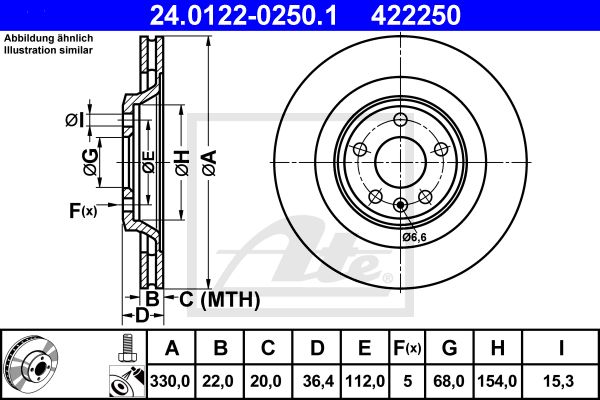 24.0122-0250.1 422250
Abbildung ähnlich
Illustration similar
ØI
ØG
ØE
ØH
ØA
F(x)
B
C (MTH)
D
Ø6,6
Ate
®
A B C D E F(x) G H I
330,0 22,0 20,0 36,4 112,0 5 68,0 154,0 15,3